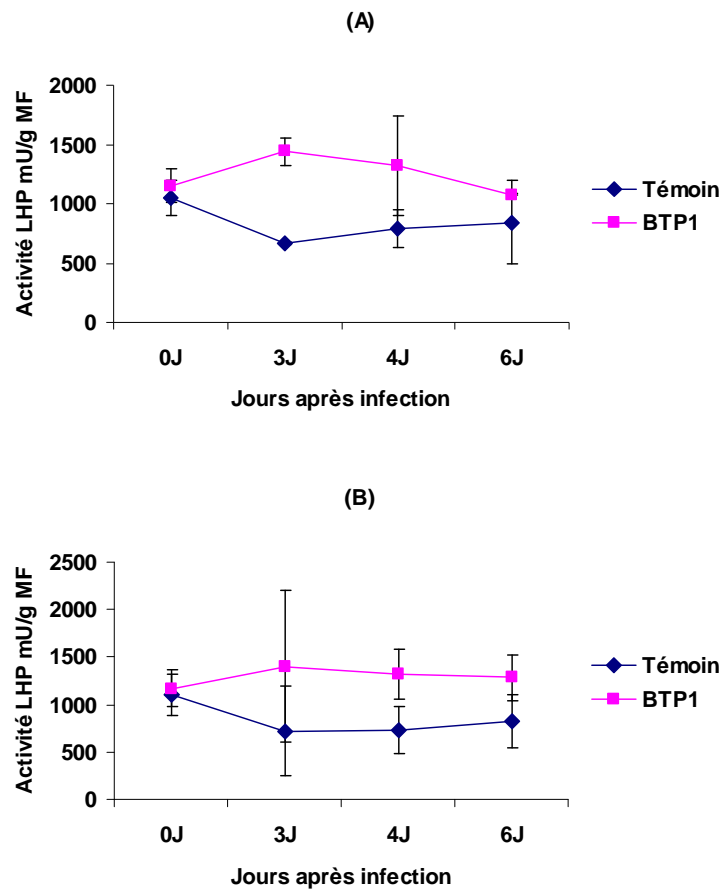 (A)
Activité LHP mU/g MF
2000
1500
1000
500
0
0J 3J 4J 6J
Jours après infection
Témoin
BTP1
(B)
Activité LHP mU/g MF
2500
2000
1500
1000
500
0
0J 3J 4J 6J
Jours après infection
Témoin
BTP1